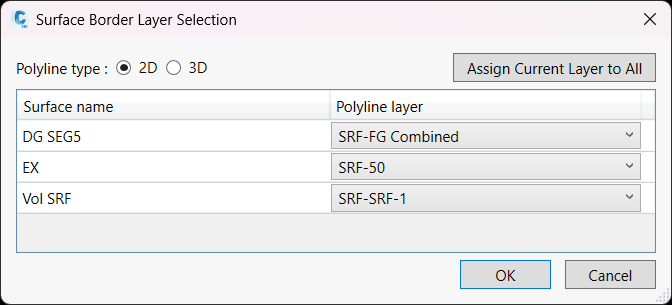 Surface Border Layer Selection
Polyline type : 2D 3D Assign Current Layer to All
Surface name Polyline layer
DG SEG5 SRF-FG Combined
EX SRF-50
Vol SRF SRF-SRF-1
OK Cancel